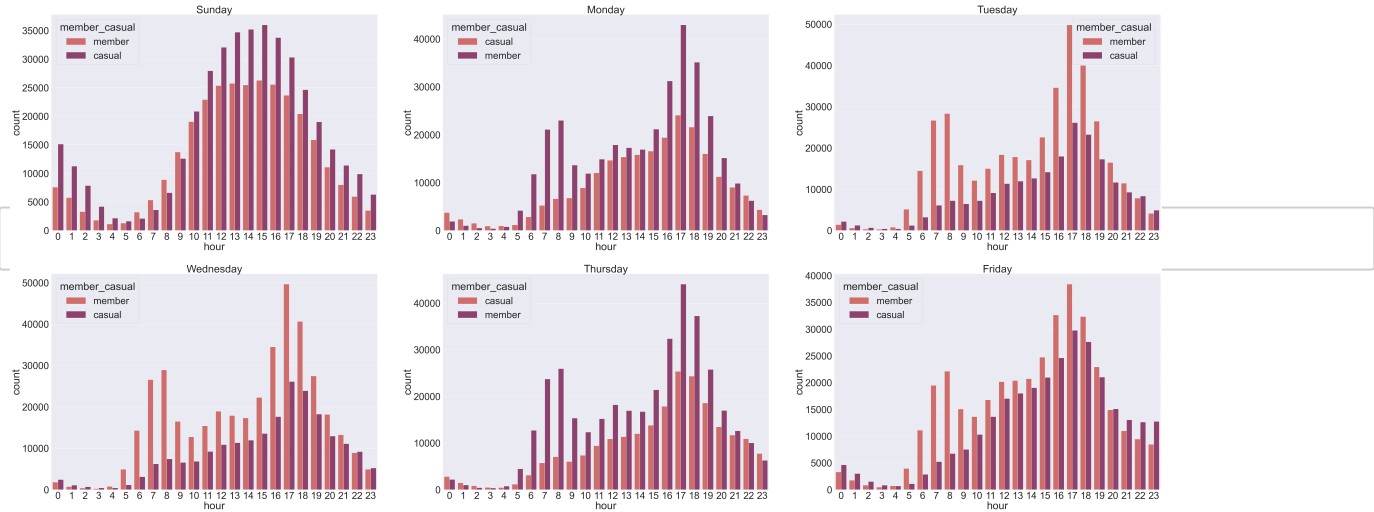 Sunday
member_casual
member
casual
count
35000
30000
25000
20000
15000
10000
5000
0
0 1 2 3 4 5 6 7 8 9 10 11 12 13 14 15 16 17 18 19 20 21 22 23
hour
Monday
member_casual
casual
member
count
40000
30000
20000
10000
0
0 1 2 3 4 5 6 7 8 9 10 11 12 13 14 15 16 17 18 19 20 21 22 23
hour
Tuesday
member_casual
member
casual
count
50000
40000
30000
20000
10000
0
0 1 2 3 4 5 6 7 8 9 10 11 12 13 14 15 16 17 18 19 20 21 22 23
hour
Wednesday
member_casual
member
casual
count
50000
40000
30000
20000
10000
0
0 1 2 3 4 5 6 7 8 9 10 11 12 13 14 15 16 17 18 19 20 21 22 23
hour
Thursday
member_casual
casual
member
count
40000
30000
20000
10000
0
0 1 2 3 4 5 6 7 8 9 10 11 12 13 14 15 16 17 18 19 20 21 22 23
hour
Friday
member_casual
member
casual
count
40000
35000
30000
25000
20000
15000
10000
5000
0
0 1 2 3 4 5 6 7 8 9 10 11 12 13 14 15 16 17 18 19 20 21 22 23
hour